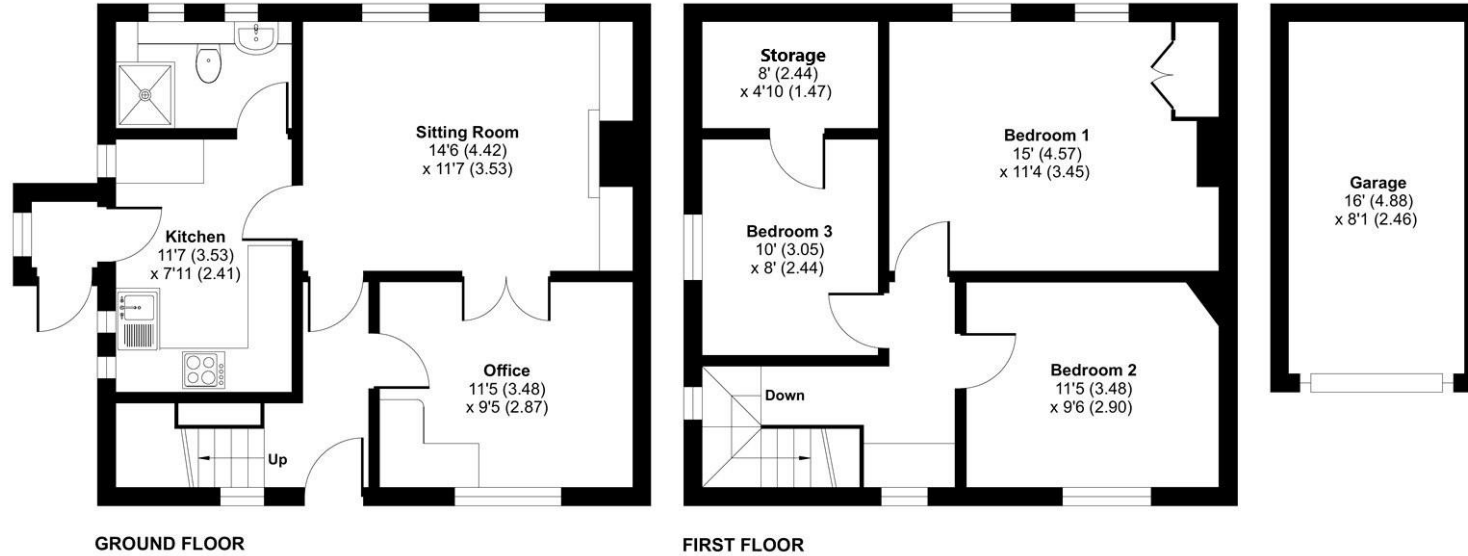 Sitting Room
14'6 (4.42)
x 11'7 (3.53)
Kitchen
11'7 (3.53)
x 7'11 (2.41)
Office
11'5 (3.48)
x 9'5 (2.87)
Up
GROUND FLOOR
Storage
8' (2.44)
x 4'10 (1.47)
Bedroom 1
15' (4.57)
x 11'4 (3.45)
Bedroom 3
10' (3.05)
x 8' (2.44)
Bedroom 2
11'5 (3.48)
x 9'6 (2.90)
Down
FIRST FLOOR
Garage
16' (4.88)
x 8'1 (2.46)